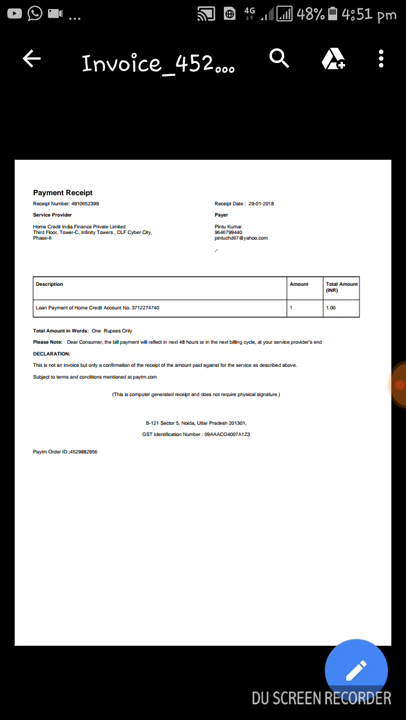 4G 48% 4:51 pm
Invoice_452...
Payment Receipt
Receipt Number: 4910652399
Receipt Date : 29-01-2018
Service Provider
Payer
Home Credit India Finance Private Limited
Third Floor, Tower-C, Infinity Towers , DLF Cyber City,
Phase-II
Pintu Kumar
9646799440
pintuchd67@yahoo.com
,-
Description Amount Total Amount
(INR)
Loan Payment of Home Credit Account No. 3712274740 1 1.00
Total Amount in Words: One Rupees Only
Please Note: Dear Consumer, the bill payment will reflect in next 48 hours or in the next billing cycle, at your service provider's end
DECLARATION:
This is not an invoice but only a confirmation of the receipt of the amount paid against for the service as described above.
Subject to terms and conditions mentioned at paytm.com
(This is computer generated receipt and does not require physical signature.)
B-121 Sector 5, Noida, Uttar Pradesh 201301,
GST Identification Number : 09AAACO4007A1Z3
Paytm Order ID :4529882956
DU SCREEN RECORDER